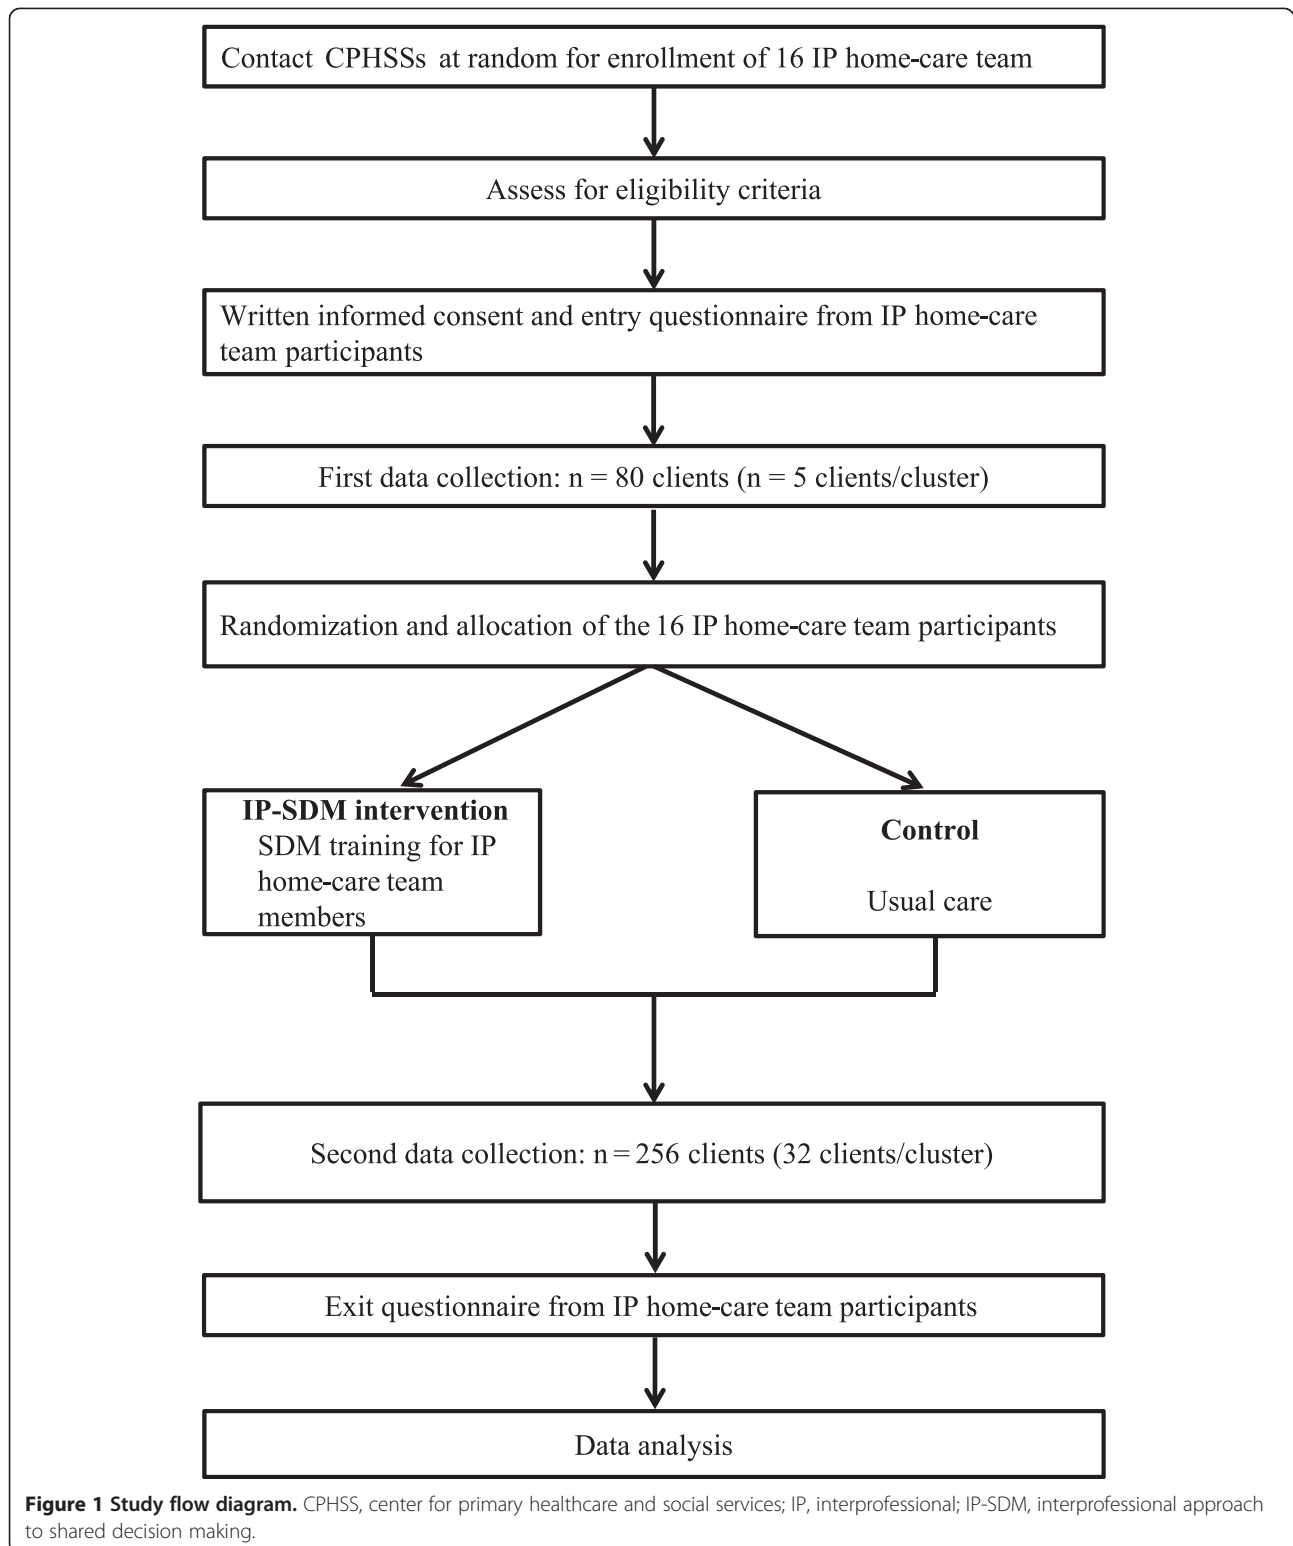 Contact CPHSSs at random for enrollment of 16 IP home-care team
Assess for eligibility criteria
Written informed consent and entry questionnaire from IP home-care
team participants
First data collection: n = 80 clients (n = 5 clients/cluster)
Randomization and allocation of the 16 IP home-care team participants
IP-SDM intervention
SDM training for IP
home-care team
members
Control
Usual care
Second data collection: n = 256 clients (32 clients/cluster)
Exit questionnaire from IP home-care team participants
Data analysis
Figure 1 Study flow diagram. CPHSS, center for primary healthcare and social services; IP, interprofessional; IP-SDM, interprofessional approach
to shared decision making.